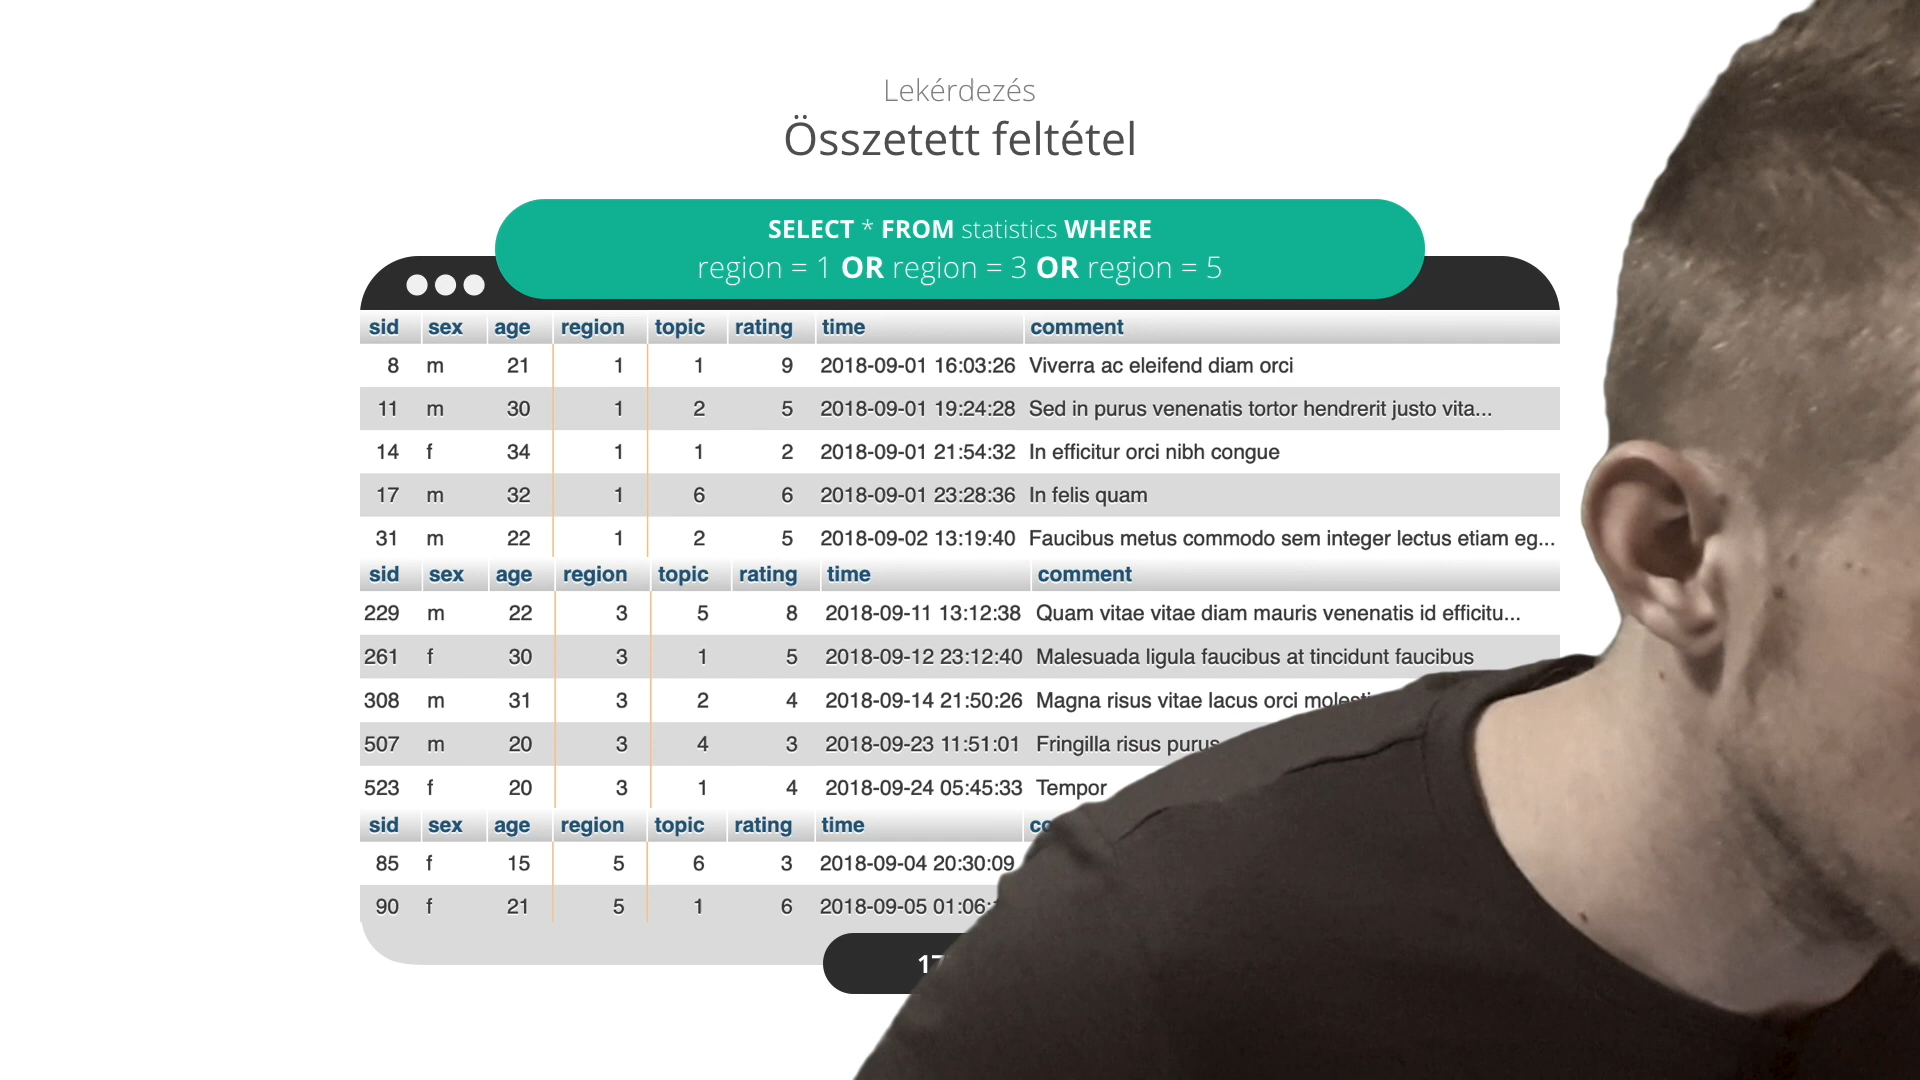 Lekérdezés
Összetett feltétel
SELECT * FROM statistics WHERE
region = 1 OR region = 3 OR region = 5
sid sex age region topic rating time comment
8 m 21 1 1 9 2018-09-01 16:03:26 Viverra ac eleifend diam orci
11 m 30 1 2 5 2018-09-01 19:24:28 Sed in purus venenatis tortor hendrerit justo vita...
14 f 34 1 1 2 2018-09-01 21:54:32 In efficitur orci nibh congue
17 m 32 1 6 6 2018-09-01 23:28:36 In felis quam
31 m 22 1 2 5 2018-09-02 13:19:40 Faucibus metus commodo sem integer lectus etiam eg...
sid sex age region topic rating time comment
229 m 22 3 5 8 2018-09-11 13:12:38 Quam vitae vitae diam mauris venenatis id efficitu...
261 f 30 3 1 5 2018-09-12 23:12:40 Malesuada ligula faucibus at tincidunt faucibus
308 m 31 3 2 4 2018-09-14 21:50:26 Magna risus vitae lacus orci
507 m 20 3 4 3 2018-09-23 11:51:01 Fringilla risus purus
523 f 20 3 1 4 2018-09-24 05:45:33 Tempor
sid sex age region topic rating time
85 f 15 5 6 3 2018-09-04 20:30:09
90 f 21 5 1 6 2018-09-05